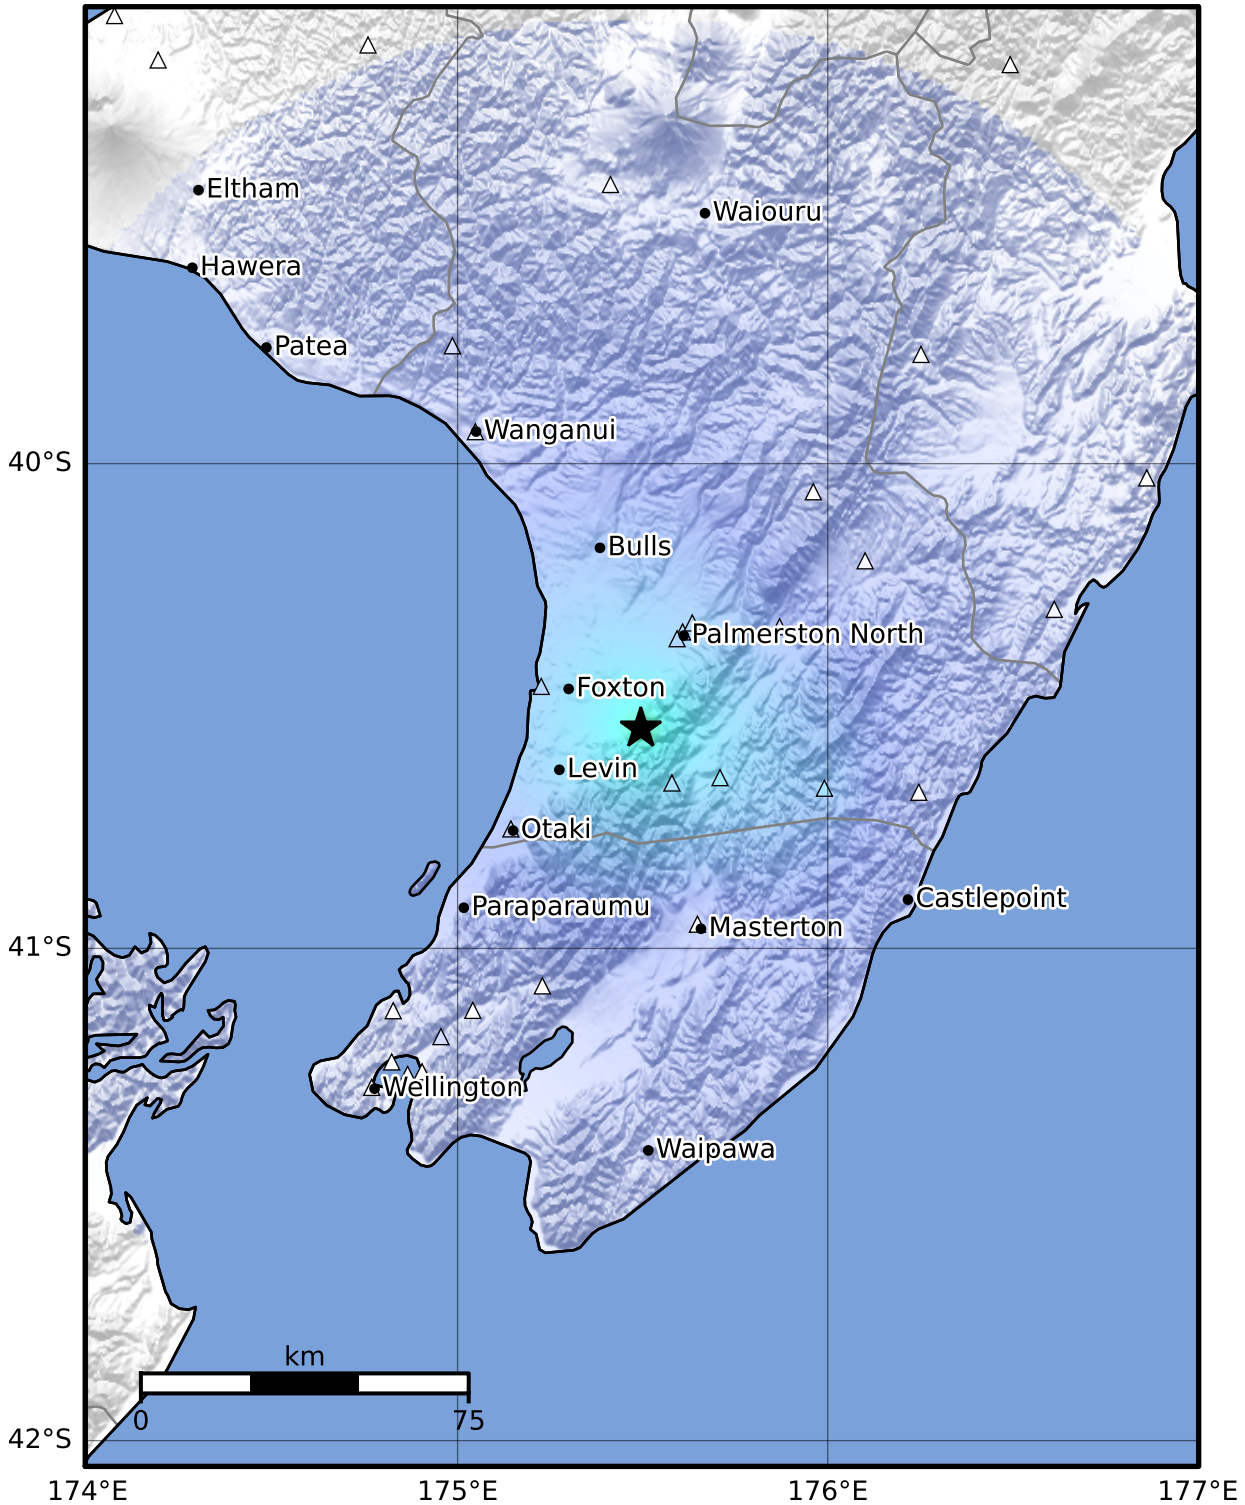 Eltham
Waiouru
Hawera
Patea
Wanganui
40°S
Bulls
Palmerston North
Foxton
Levin
Otaki
Castlepoint
Paraparaumu
Masterton
41°S
Wellington
Waipawa
km
0
75
42°S
174°E
175°E
176°E
177°E